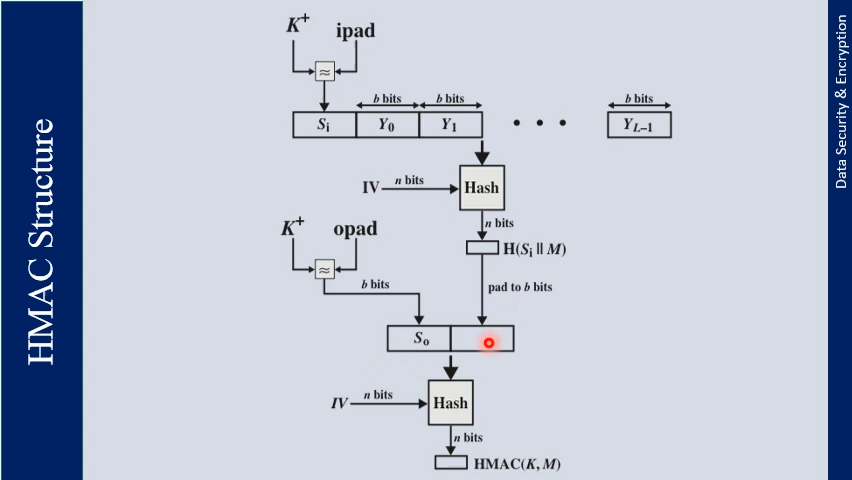 HMAC Structure
Data Security & Encryption
K⁺ ipad
≈
b bits b bits b bits
Sᵢ Y₀ Y₁ • • • Y_{L–1}
IV n bits Hash
n bits
H(Sᵢ || M)
K⁺ opad
≈
b bits
pad to b bits
Sₒ
IV n bits Hash
n bits
HMAC(K, M)